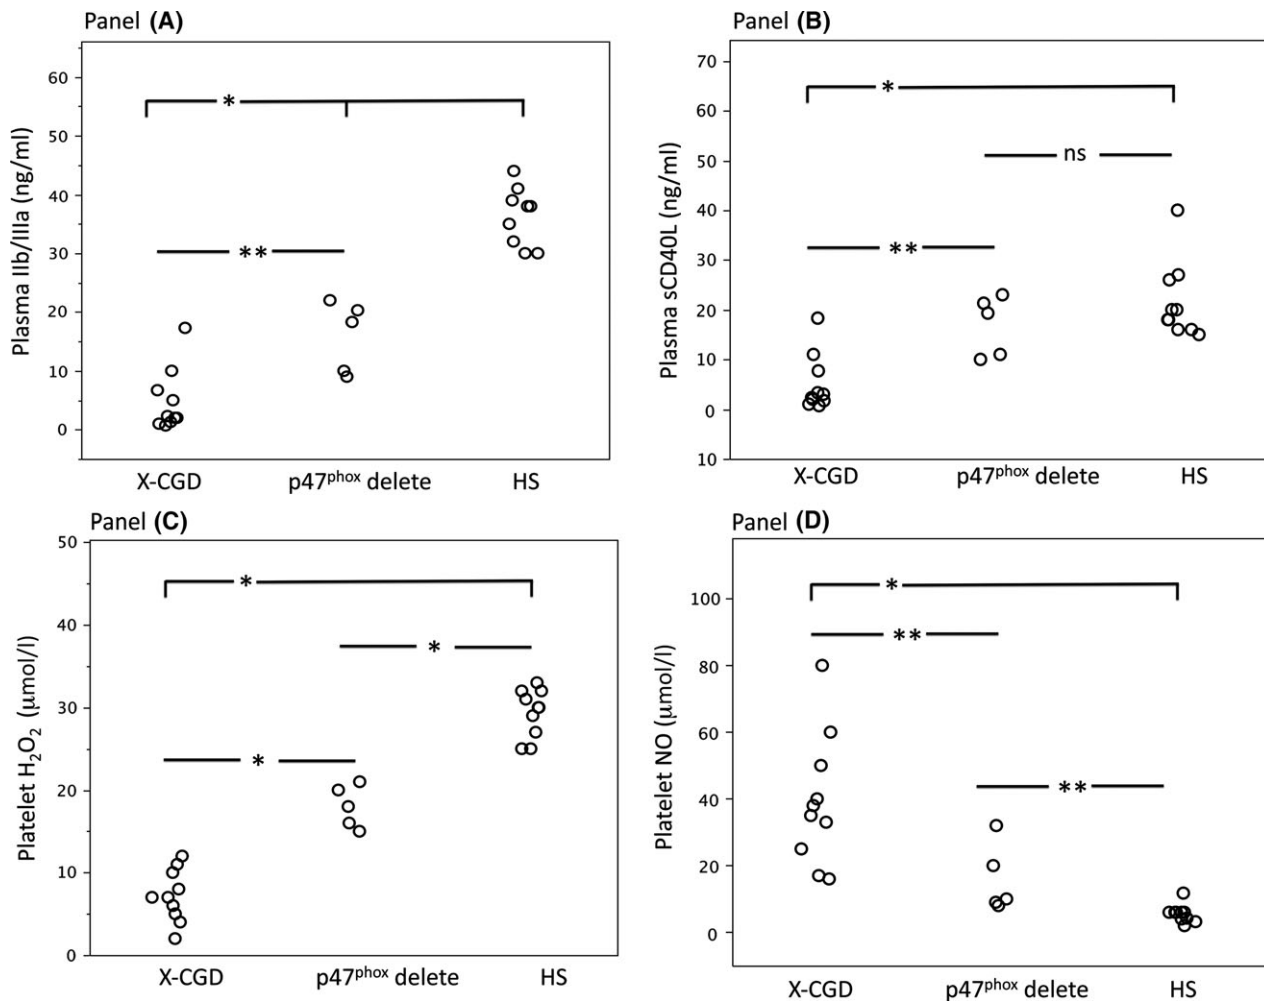 Panel (A)
60
50
40
30
20
10
0
Plasma IIb/IIIa (ng/ml)
*
**
X-CGD p47phox delete HS
Panel (B)
70
60
50
40
30
20
10
0
10
Plasma sCD40L (ng/ml)
*
ns
**
X-CGD p47phox delete HS
Panel (C)
50
40
30
20
10
0
Platelet H2O2 (μmol/l)
*
*
*
X-CGD p47phox delete HS
Panel (D)
100
80
60
40
20
0
Platelet NO (μmol/l)
*
**
**
X-CGD p47phox delete HS